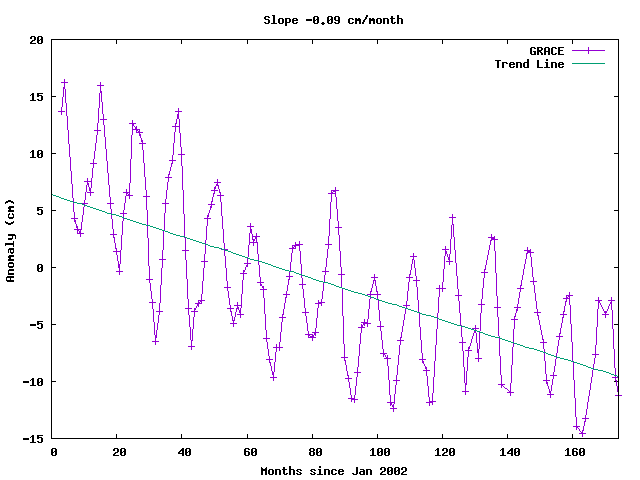 Slope -0.09 cm/month
GRACE
Trend Line
20
15
10
5
0
-5
-10
-15
Anomaly (cm)
0 20 40 60 80 100 120 140 160
Months since Jan 2002